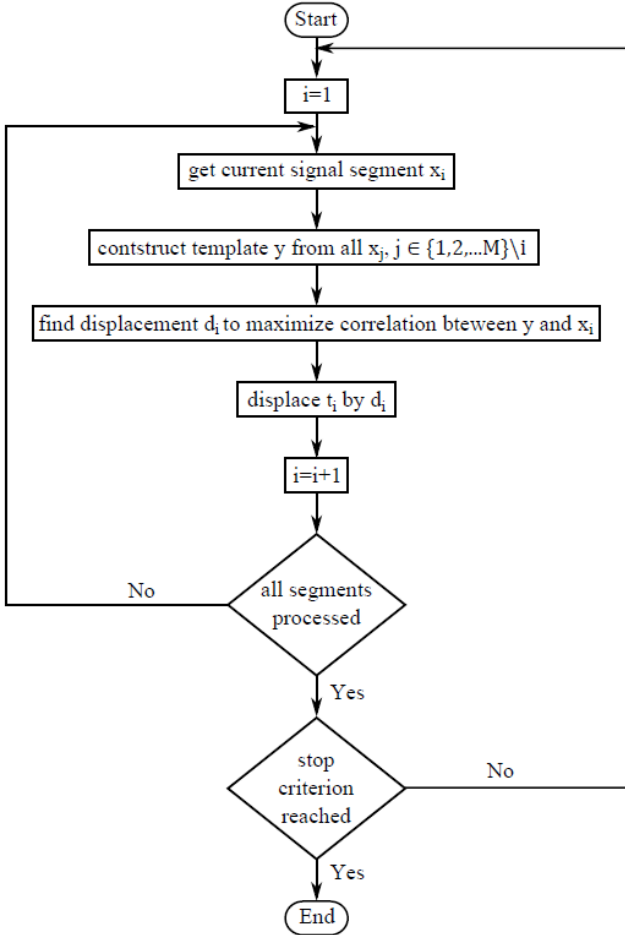 Start
i=1
get current signal segment xᵢ
contstruct template y from all xⱼ, j ∈ {1,2,...M}\i
find displacement dᵢ to maximize correlation bteween y and xᵢ
displace tᵢ by dᵢ
i=i+1
No
all segments
processed
Yes
stop
criterion
reached
No
Yes
End